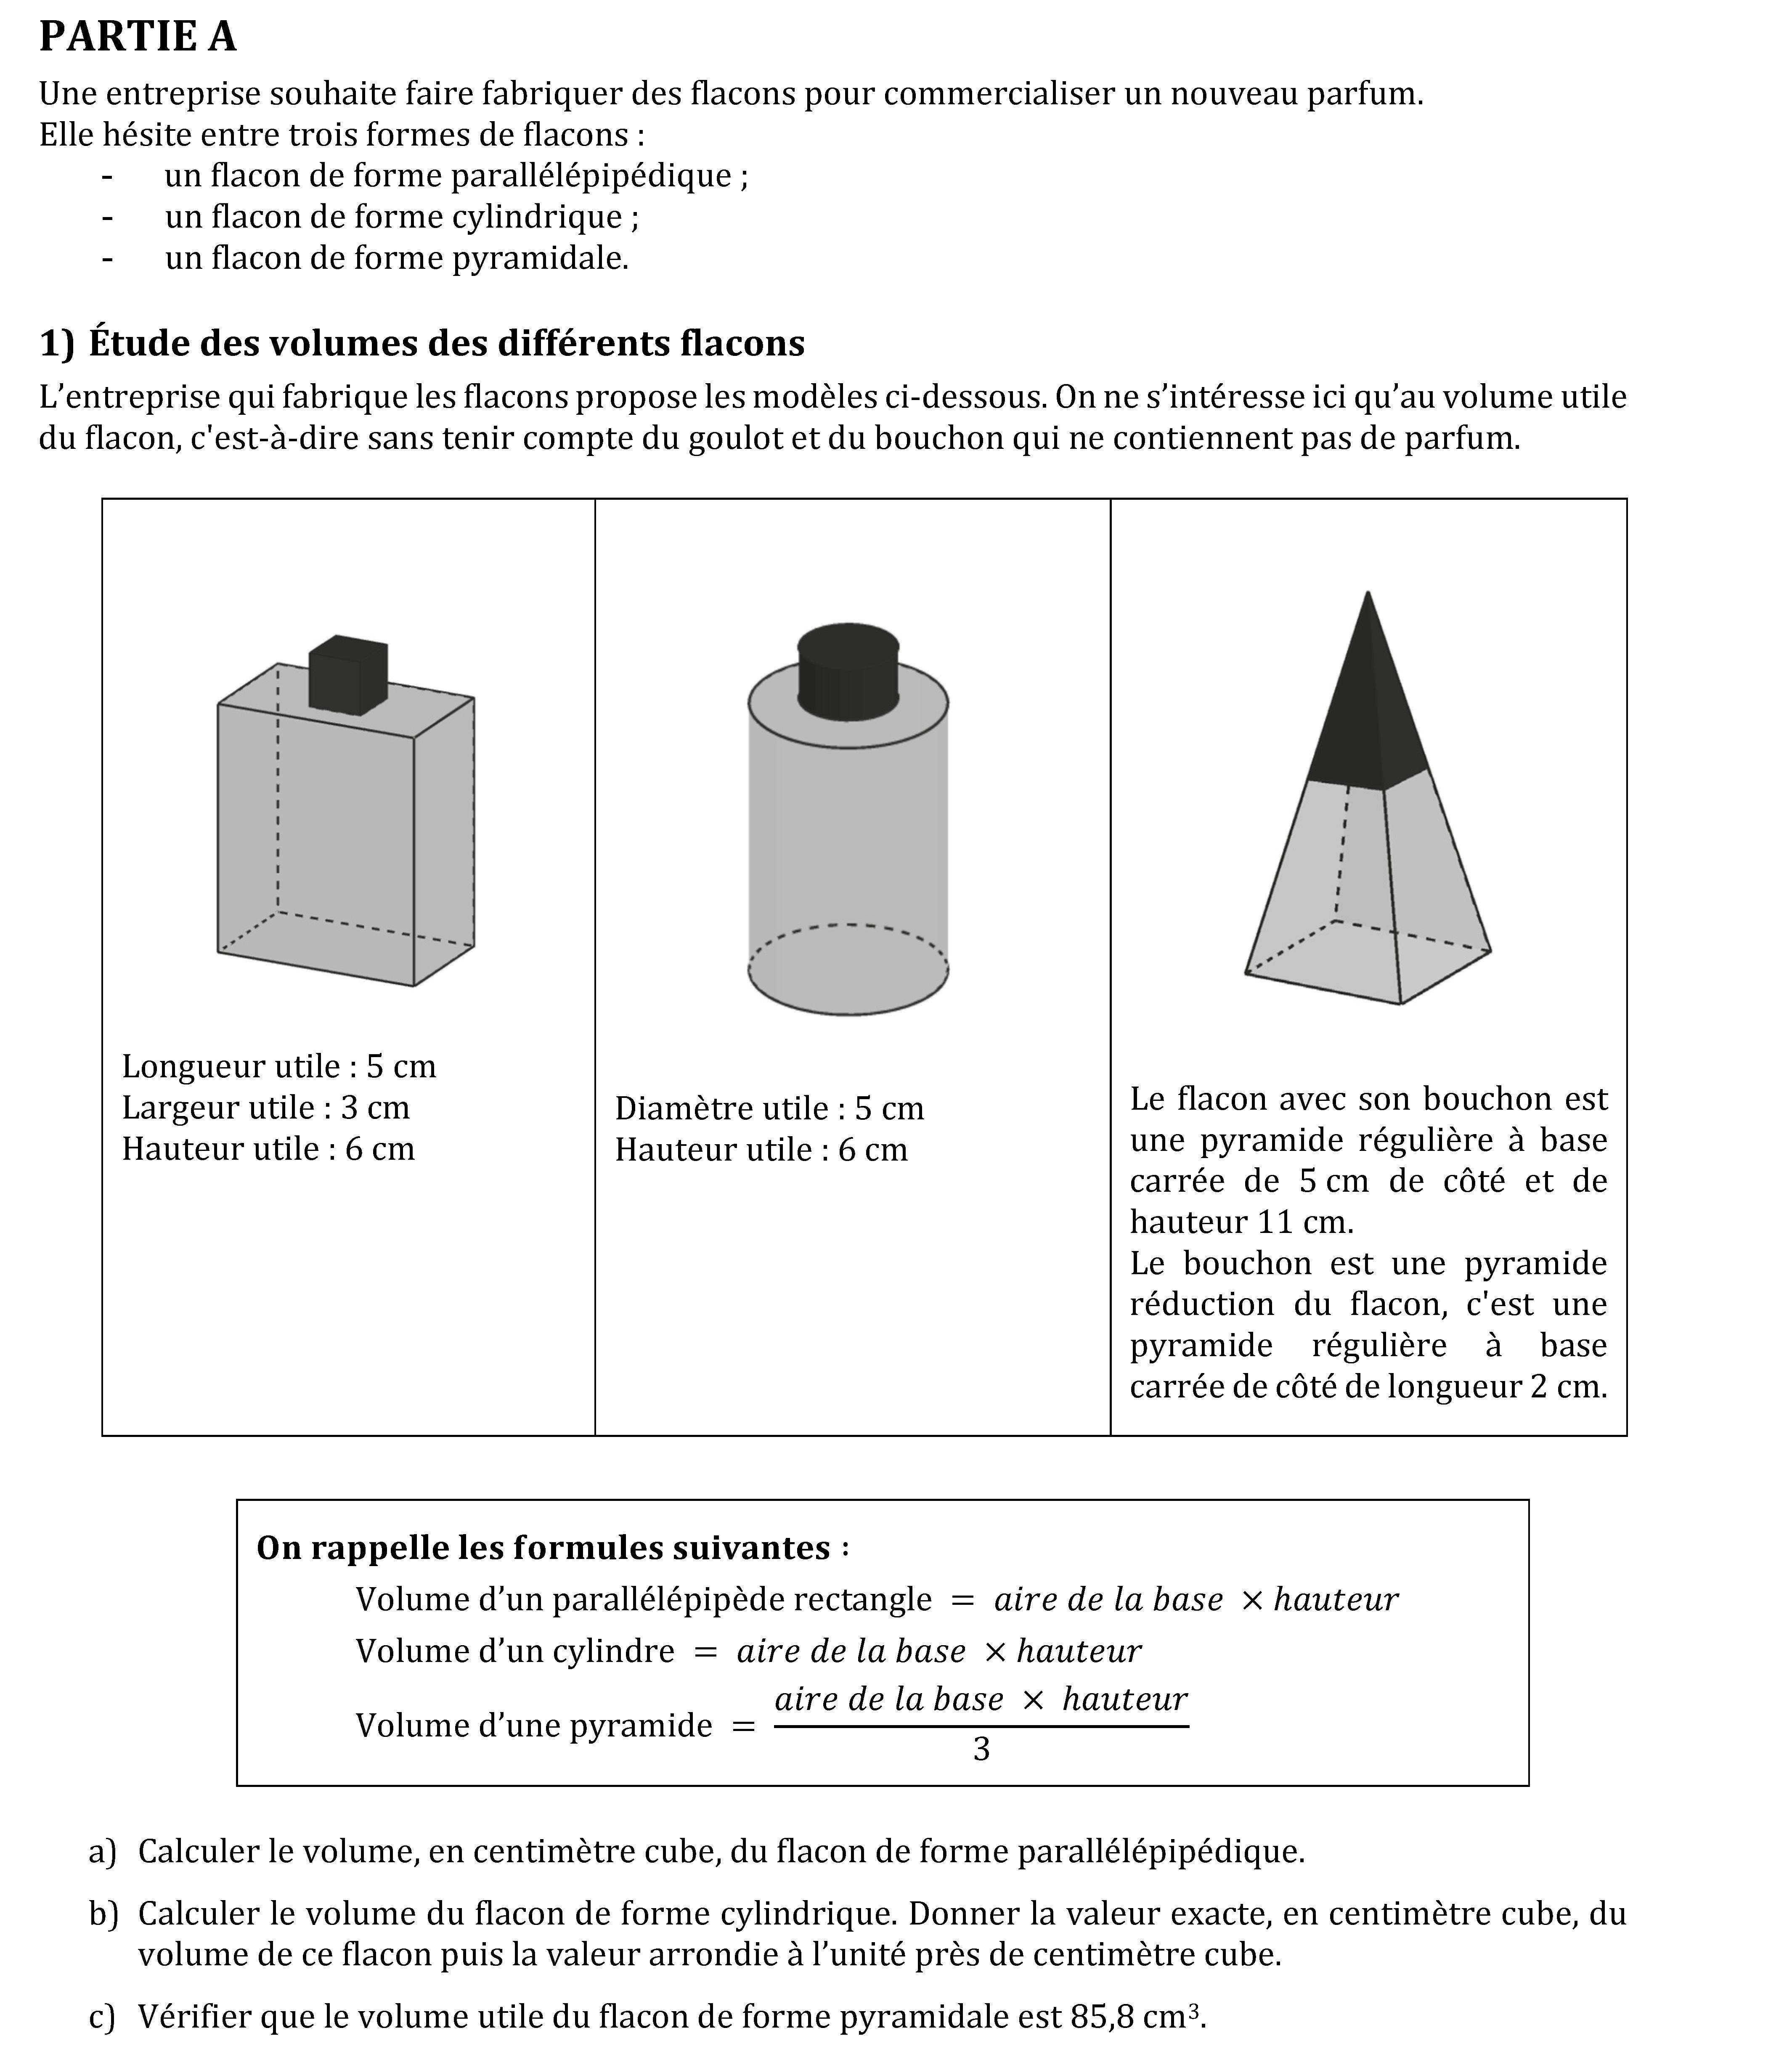 PARTIE A
Une entreprise souhaite faire fabriquer des flacons pour commercialiser un nouveau parfum.
Elle hésite entre trois formes de flacons :
- un flacon de forme parallélépipédique ;
- un flacon de forme cylindrique ;
- un flacon de forme pyramidale.
1) Étude des volumes des différents flacons
L’entreprise qui fabrique les flacons propose les modèles ci-dessous. On ne s’intéresse ici qu’au volume utile
du flacon, c'est-à-dire sans tenir compte du goulot et du bouchon qui ne contiennent pas de parfum.
Longueur utile : 5 cm
Largeur utile : 3 cm
Hauteur utile : 6 cm
Diamètre utile : 5 cm
Hauteur utile : 6 cm
Le flacon avec son bouchon est
une pyramide régulière à base
carrée de 5 cm de côté et de
hauteur 11 cm.
Le bouchon est une pyramide
réduction du flacon, c'est une
pyramide régulière à base
carrée de côté de longueur 2 cm.
On rappelle les formules suivantes :
Volume d’un parallélépipède rectangle = aire de la base × hauteur
Volume d’un cylindre = aire de la base × hauteur
Volume d’une pyramide = aire de la base × hauteur
3
a) Calculer le volume, en centimètre cube, du flacon de forme parallélépipédique.
b) Calculer le volume du flacon de forme cylindrique. Donner la valeur exacte, en centimètre cube, du
volume de ce flacon puis la valeur arrondie à l’unité près de centimètre cube.
c) Vérifier que le volume utile du flacon de forme pyramidale est 85,8 cm³.